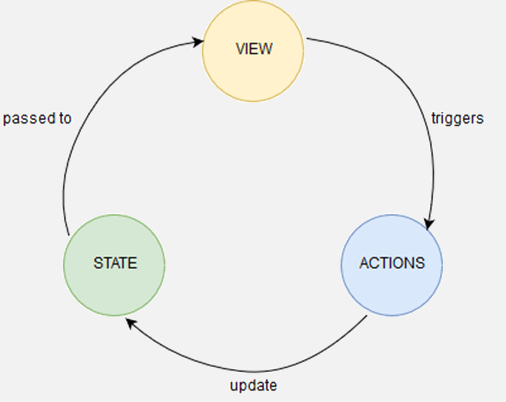 VIEW
passed to
triggers
STATE
ACTIONS
update